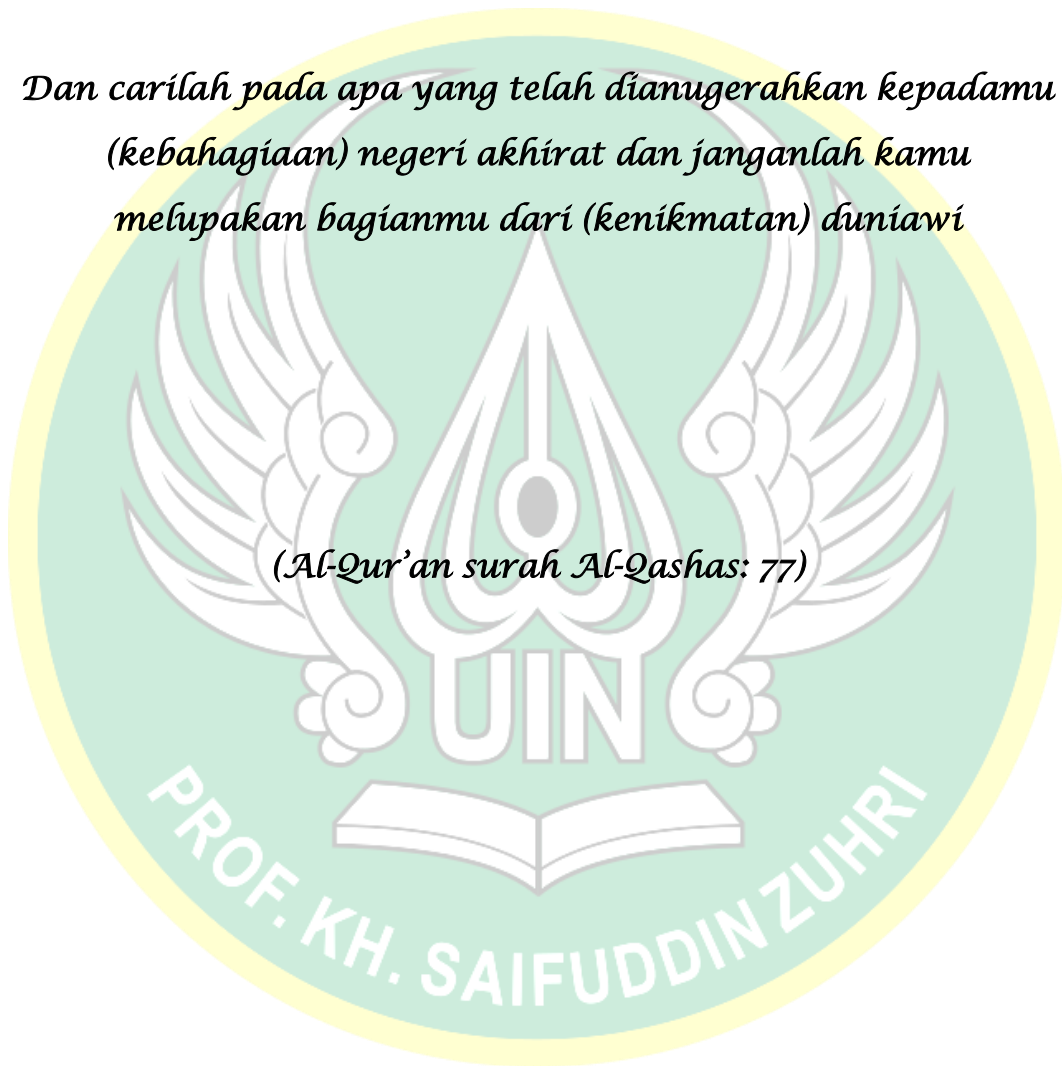 Dan carilah pada apa yang telah dianugerahkan kepadamu
(kebahagiaan) negeri akhirat dan janganlah kamu
melupakan bagianmu dari (kenikmatan) duniawi
(Al-Qur’an surah Al-Qashas: 77)
UIN
PROF. KH. SAIFUDDIN ZUHRI